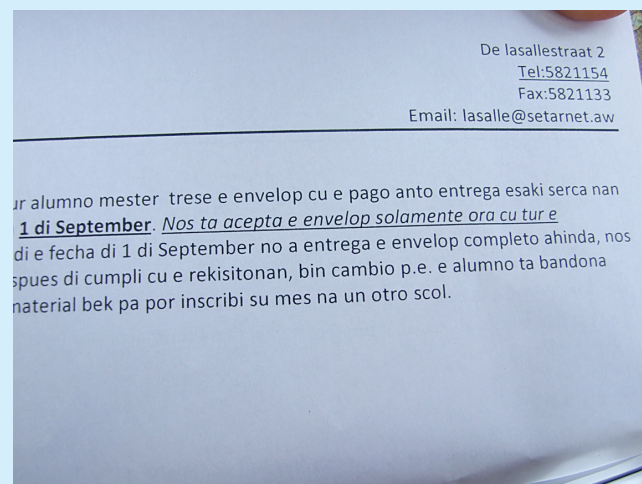 De lasallestraat 2
Tel:5821154
Fax:5821133
Email: lasalle@setarnet.aw
ur alumno mester trese e envelop cu e pago anto entrega esaki serca nan
1 di September. Nos ta acepta e envelop solamente ora cu tur e
di e fecha di 1 di September no a entrega e envelop completo ahinda, nos
spues di cumpli cu e rekisitonan, bin cambio p.e. e alumno ta bandona
material bek pa por inscribi su mes na un otro scol.